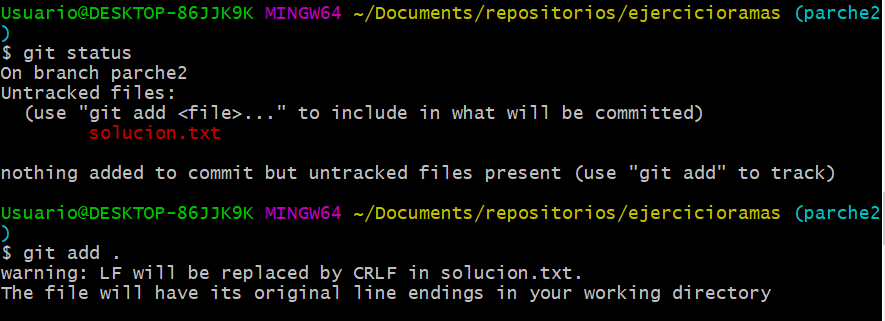 Usuario@DESKTOP-86JJK9K MINGW64 ~/Documents/repositorios/ejercicioramas (parche2
)
$ git status
On branch parche2
Untracked files:
  (use "git add <file>..." to include in what will be committed)
        solucion.txt

nothing added to commit but untracked files present (use "git add" to track)

Usuario@DESKTOP-86JJK9K MINGW64 ~/Documents/repositorios/ejercicioramas (parche2
)
$ git add .
warning: LF will be replaced by CRLF in solucion.txt.
The file will have its original line endings in your working directory